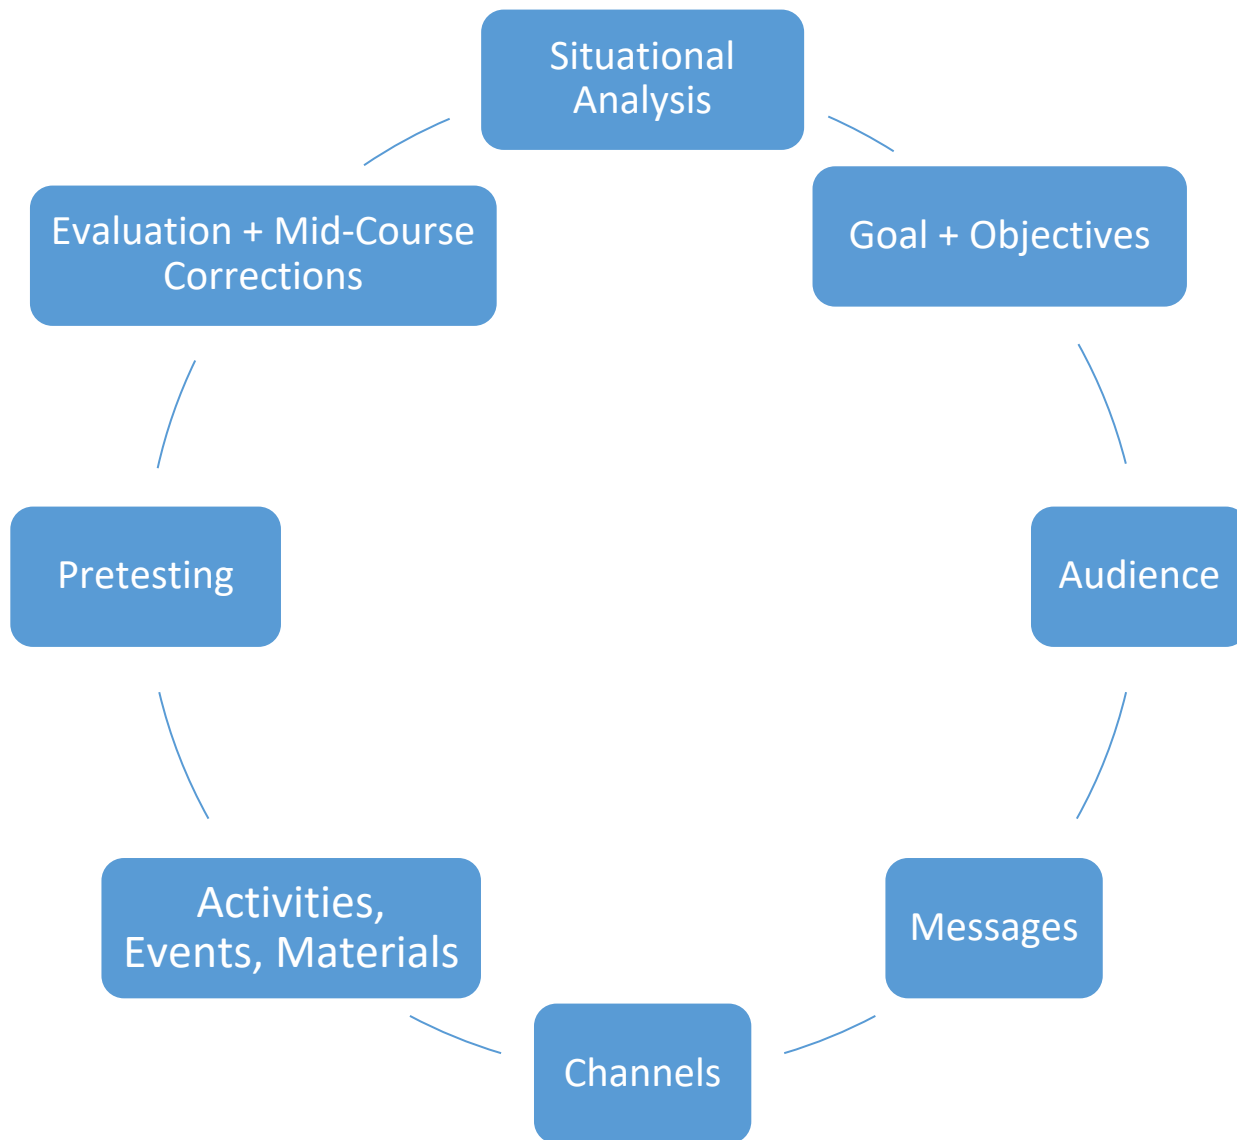 Situational
Analysis
Goal + Objectives
Audience
Messages
Channels
Activities,
Events, Materials
Pretesting
Evaluation + Mid-Course
Corrections